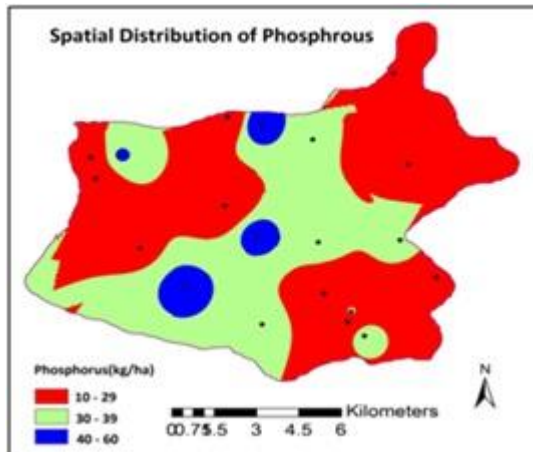 Spatial Distribution of Phosphrous
Phosphorus(kg/ha)
10 - 29
30 - 39
40 - 60
N
Kilometers
00.751.5 3 4.5 6